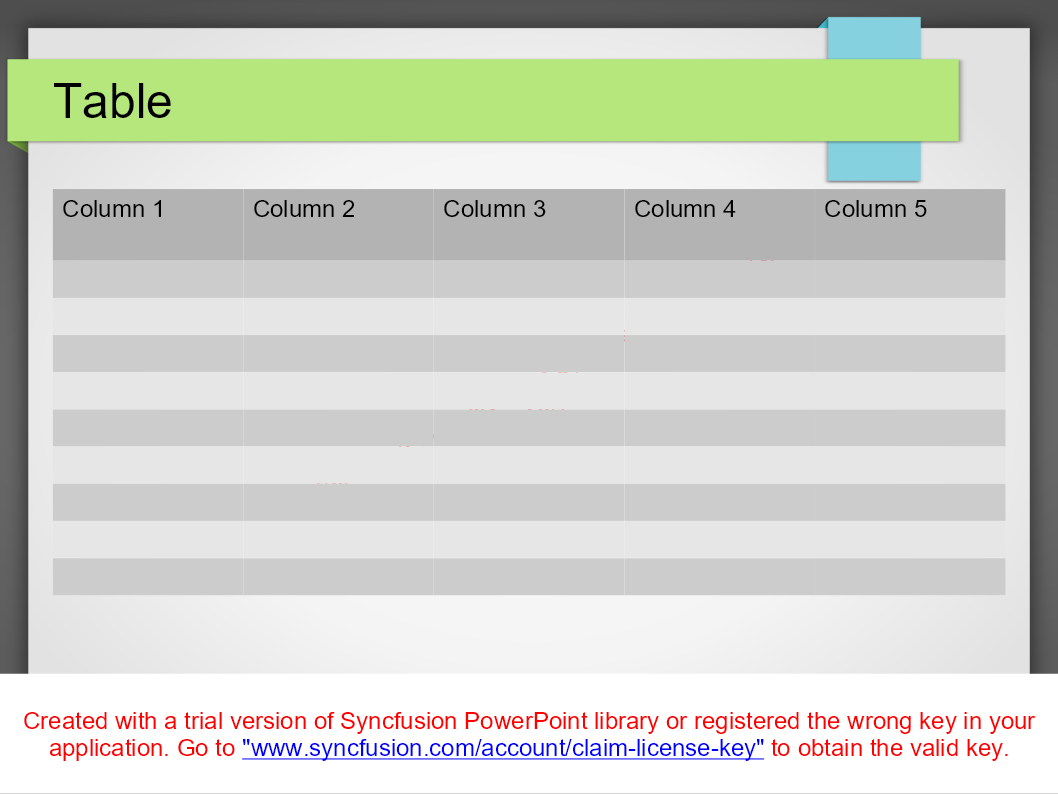 Table
Column 1 Column 2 Column 3 Column 4 Column 5
Created with a trial version of Syncfusion PowerPoint library or registered the wrong key in your
application. Go to "www.syncfusion.com/account/claim-license-key" to obtain the valid key.